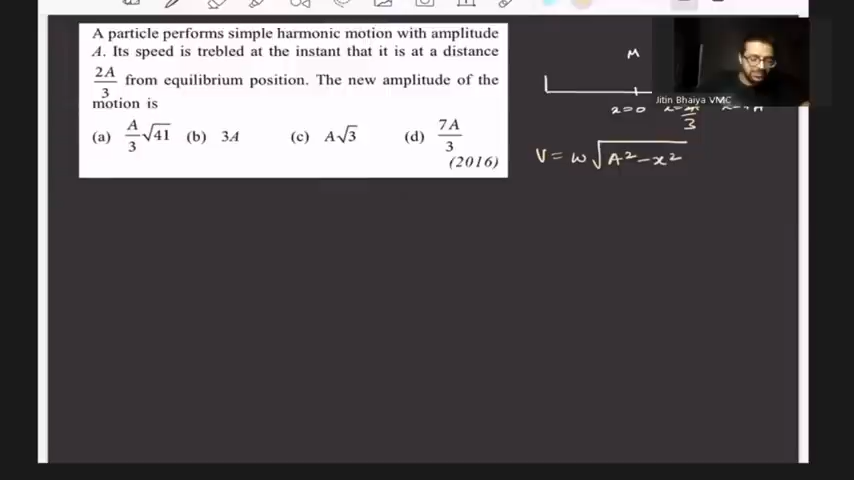 A particle performs simple harmonic motion with amplitude
A. Its speed is trebled at the instant that it is at a distance
2A/3 from equilibrium position. The new amplitude of the
motion is
(a) A/3 √41 (b) 3A (c) A√3 (d) 7A/3
(2016)
M
Jitin Bhaiya VMC
x=0
3
V = ω√(A² − x²)